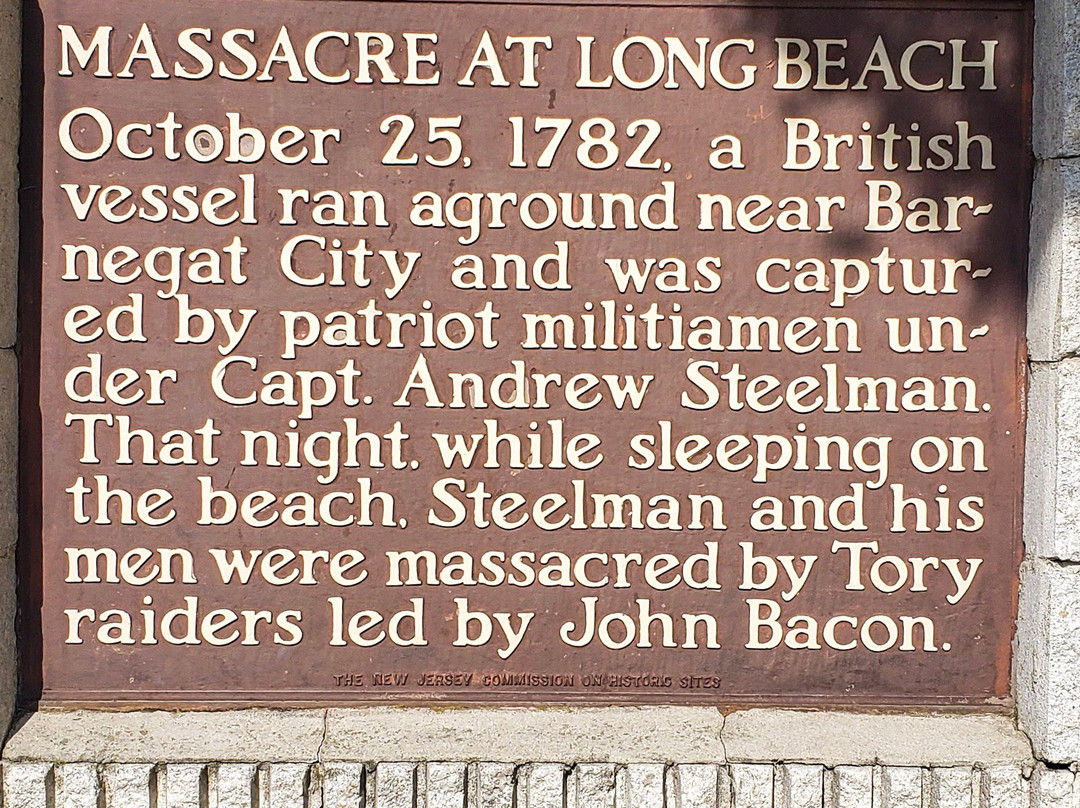 MASSACRE AT LONG BEACH
October 25, 1782, a British
vessel ran aground near Bar-
negat City and was captur-
ed by patriot militiamen un-
der Capt. Andrew Steelman.
That night, while sleeping on
the beach, Steelman and his
men were massacred by Tory
raiders led by John Bacon.
THE NEW JERSEY COMMISSION ON HISTORIC SITES